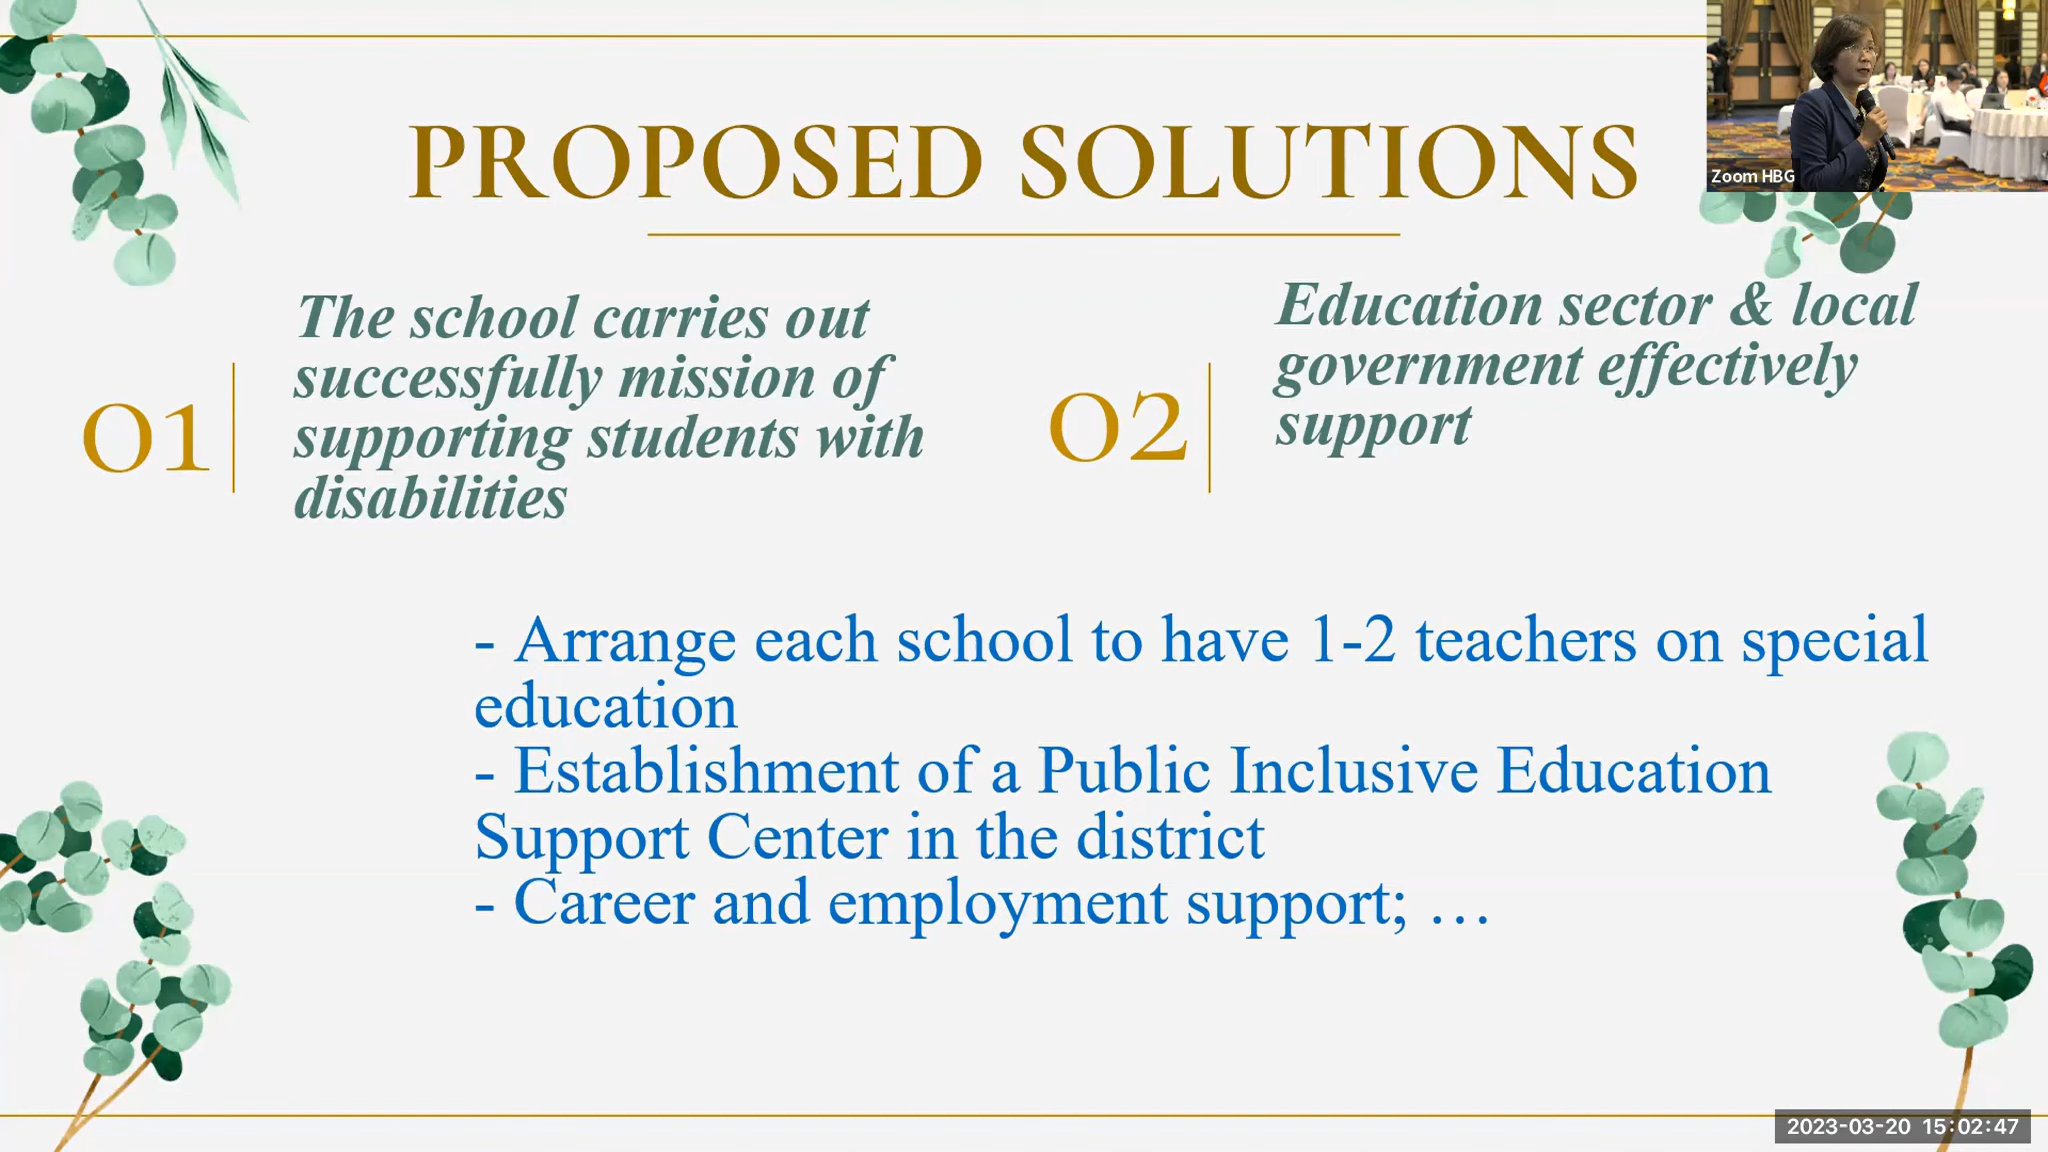 PROPOSED SOLUTIONS
Zoom HBG
01
The school carries out
successfully mission of
supporting students with
disabilities
02
Education sector & local
government effectively
support
- Arrange each school to have 1-2 teachers on special
education
- Establishment of a Public Inclusive Education
Support Center in the district
- Career and employment support; …
2023-03-20 15:02:47